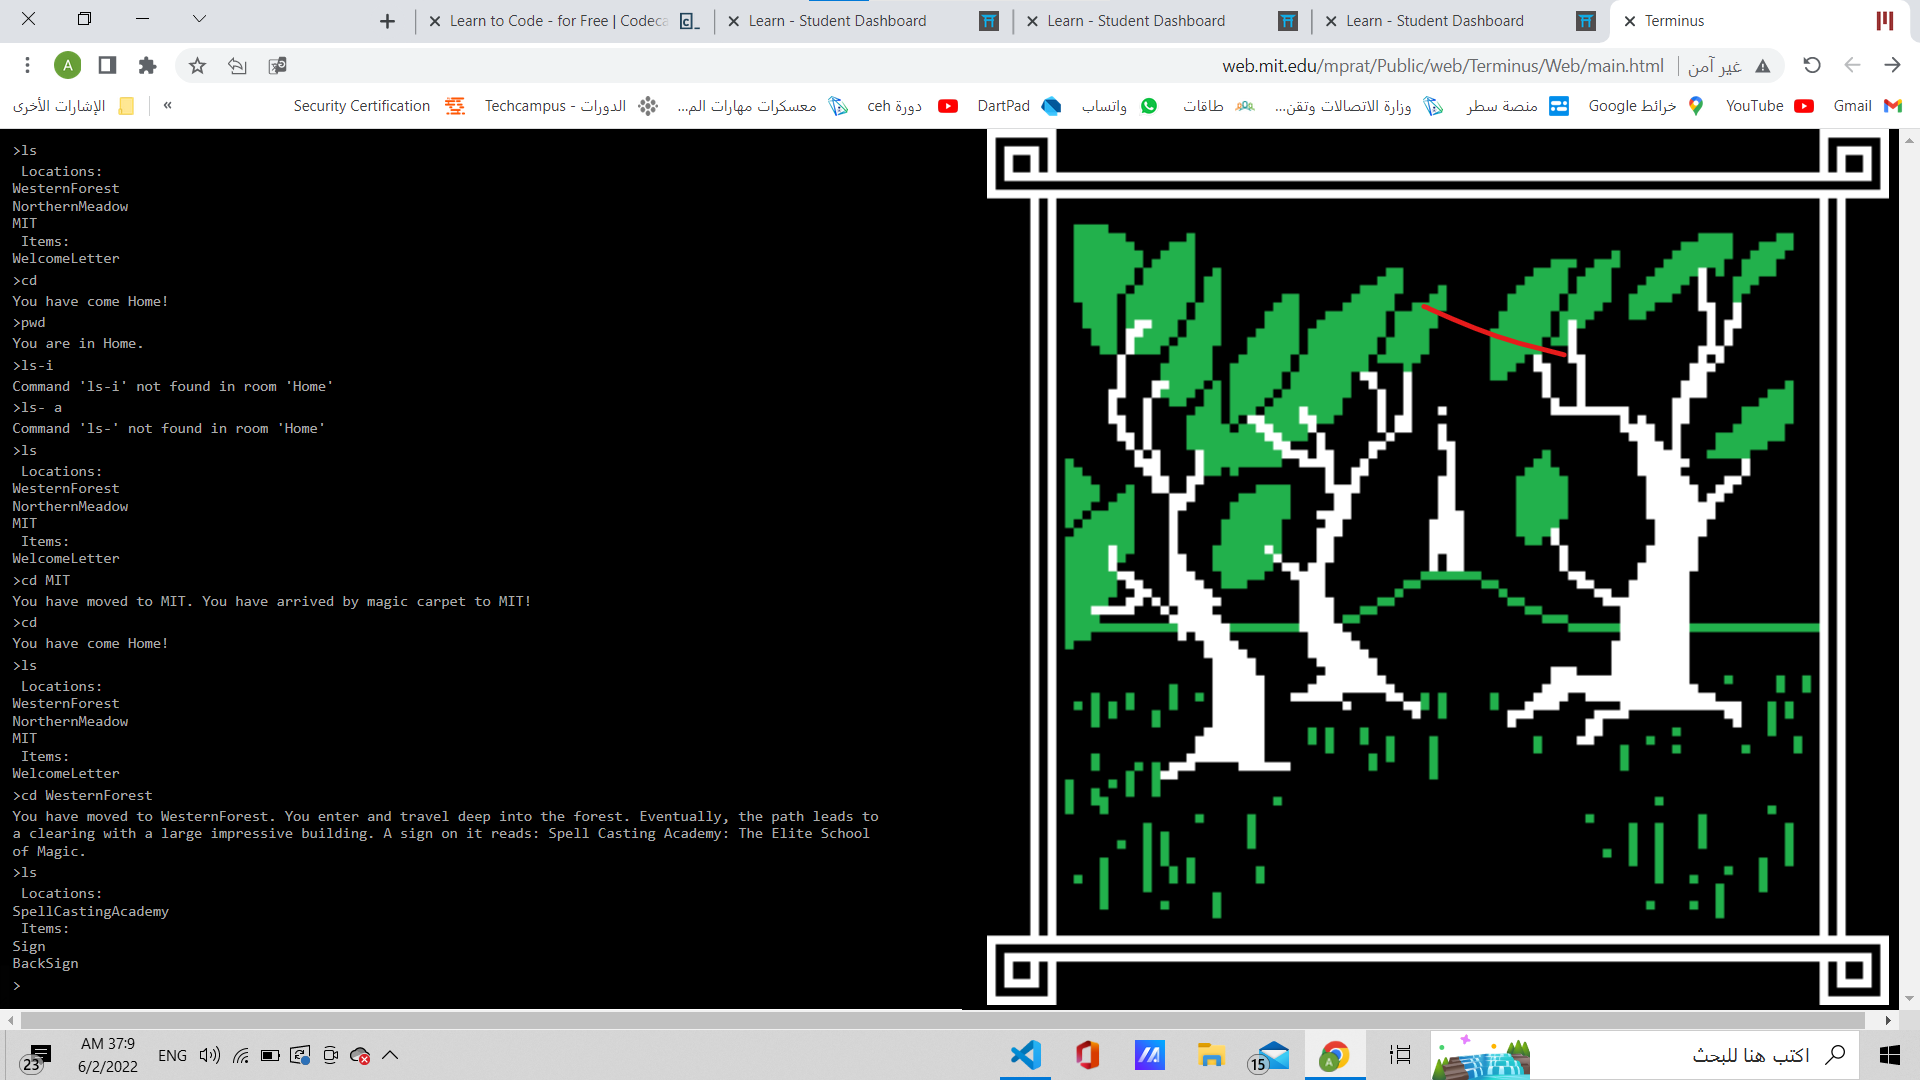 Learn to Code - for Free | Codeca
Learn - Student Dashboard
Learn - Student Dashboard
Learn - Student Dashboard
Terminus
A
web.mit.edu/mprat/Public/web/Terminus/Web/main.html
غير آمن
الإشارات الأخرى
»
Security Certification
Techcampus - الدورات
معسكرات مهارات الم...
دورة ceh
DartPad
واتساب
طاقات
وزارة الاتصالات وتقن...
منصة سطر
خرائط Google
YouTube
Gmail
>ls
Locations:
WesternForest
NorthernMeadow
MIT
Items:
WelcomeLetter
>cd
You have come Home!
>pwd
You are in Home.
>ls-i
Command 'ls-i' not found in room 'Home'
>ls- a
Command 'ls-' not found in room 'Home'
>ls
Locations:
WesternForest
NorthernMeadow
MIT
Items:
WelcomeLetter
>cd MIT
You have moved to MIT. You have arrived by magic carpet to MIT!
>cd
You have come Home!
>ls
Locations:
WesternForest
NorthernMeadow
MIT
Items:
WelcomeLetter
>cd WesternForest
You have moved to WesternForest. You enter and travel deep into the forest. Eventually, the path leads to
a clearing with a large impressive building. A sign on it reads: Spell Casting Academy: The Elite School
of Magic.
>ls
Locations:
SpellCastingAcademy
Items:
Sign
BackSign
>
23
AM 37:9
6/2/2022
ENG
15
A
اكتب هنا للبحث